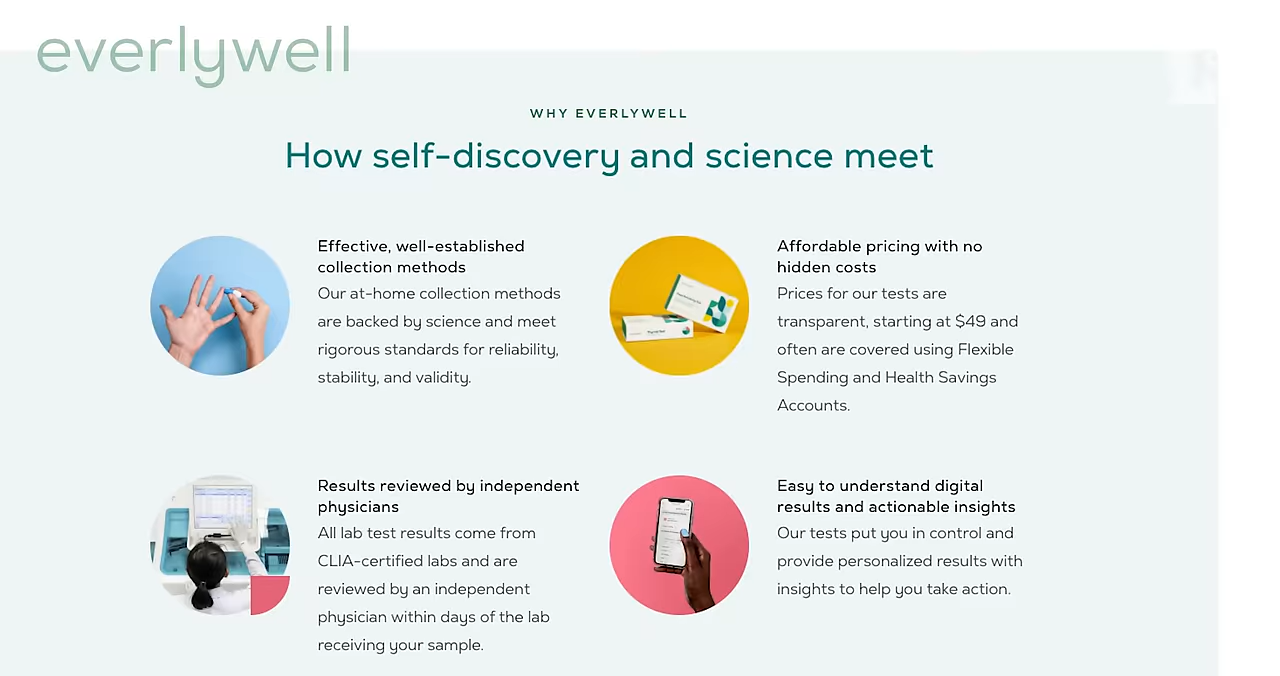 everlywell
WHY EVERLYWELL
How self-discovery and science meet
Effective, well-established
collection methods
Our at-home collection methods
are backed by science and meet
rigorous standards for reliability,
stability, and validity.
Affordable pricing with no
hidden costs
Prices for our tests are
transparent, starting at $49 and
often are covered using Flexible
Spending and Health Savings
Accounts.
Results reviewed by independent
physicians
All lab test results come from
CLIA-certified labs and are
reviewed by an independent
physician within days of the lab
receiving your sample.
Easy to understand digital
results and actionable insights
Our tests put you in control and
provide personalized results with
insights to help you take action.